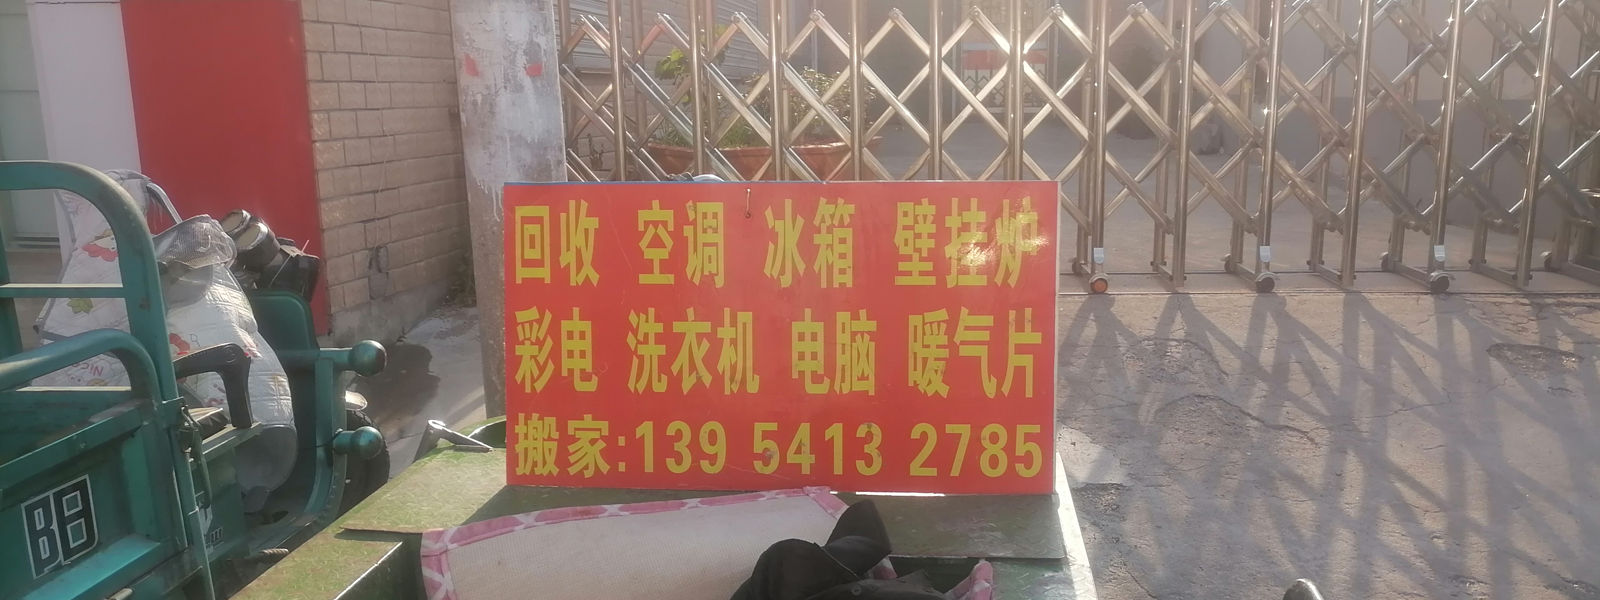 回收 空调 冰箱 壁挂炉
彩电 洗衣机 电脑 暖气片
搬家:139 5413 2785